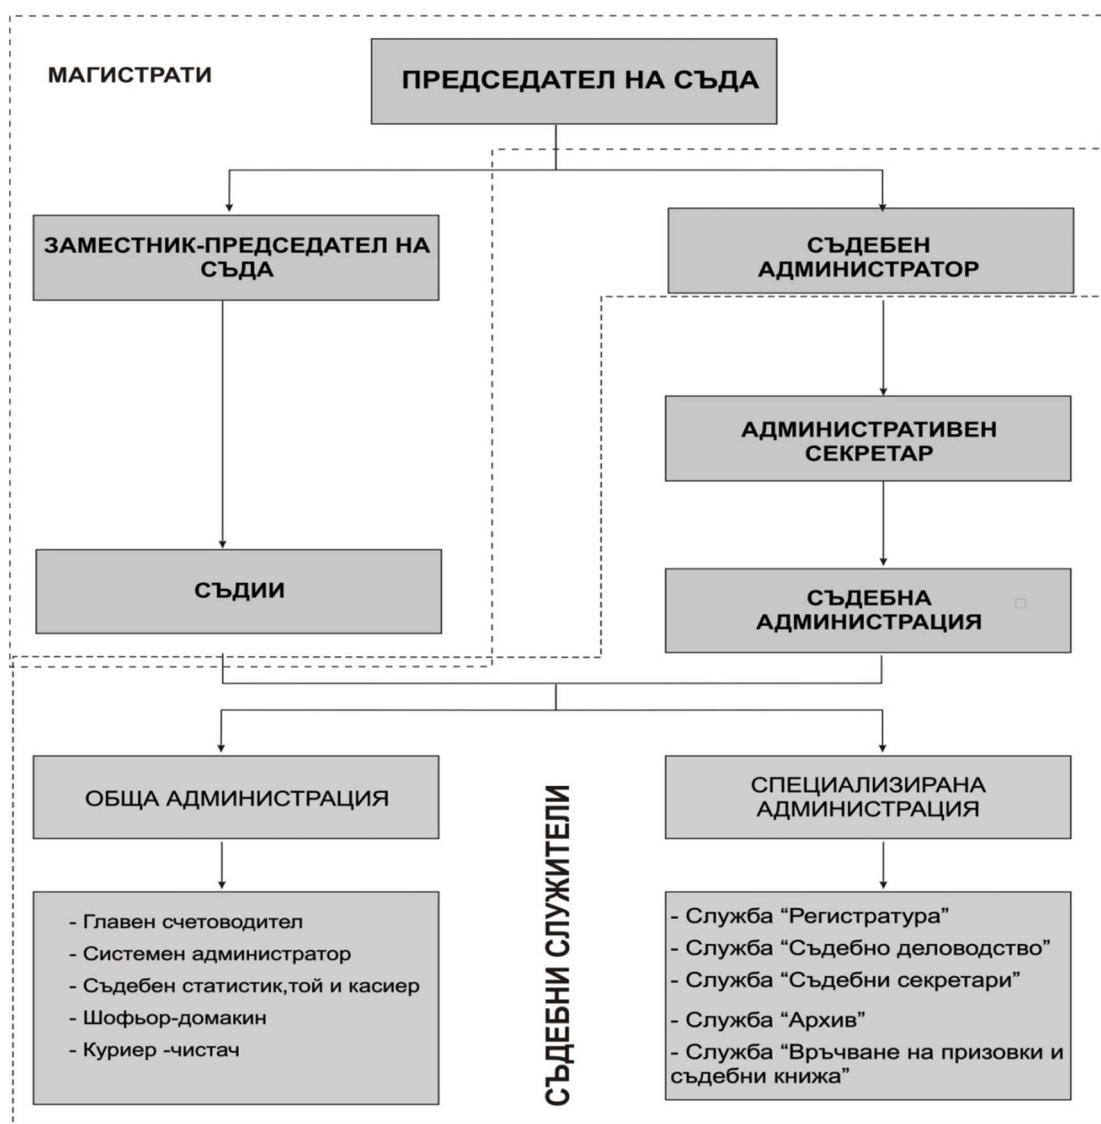 МАГИСТРАТИ
ПРЕДСЕДАТЕЛ НА СЪДА
ЗАМЕСТНИК-ПРЕДСЕДАТЕЛ НА
СЪДА
СЪДЕБЕН
АДМИНИСТРАТОР
АДМИНИСТРАТИВЕН
СЕКРЕТАР
СЪДИИ
СЪДЕБНА
АДМИНИСТРАЦИЯ
ОБЩА АДМИНИСТРАЦИЯ
СПЕЦИАЛИЗИРАНА
АДМИНИСТРАЦИЯ
СЪДЕБНИ СЛУЖИТЕЛИ
- Главен счетоводител
- Системен администратор
- Съдебен статистик,той и касиер
- Шофьор-домакин
- Куриер -чистач
- Служба “Регистратура”
- Служба “Съдебно деловодство”
- Служба “Съдебни секретари”
- Служба “Архив”
- Служба “Връчване на призовки и
съдебни книжа”